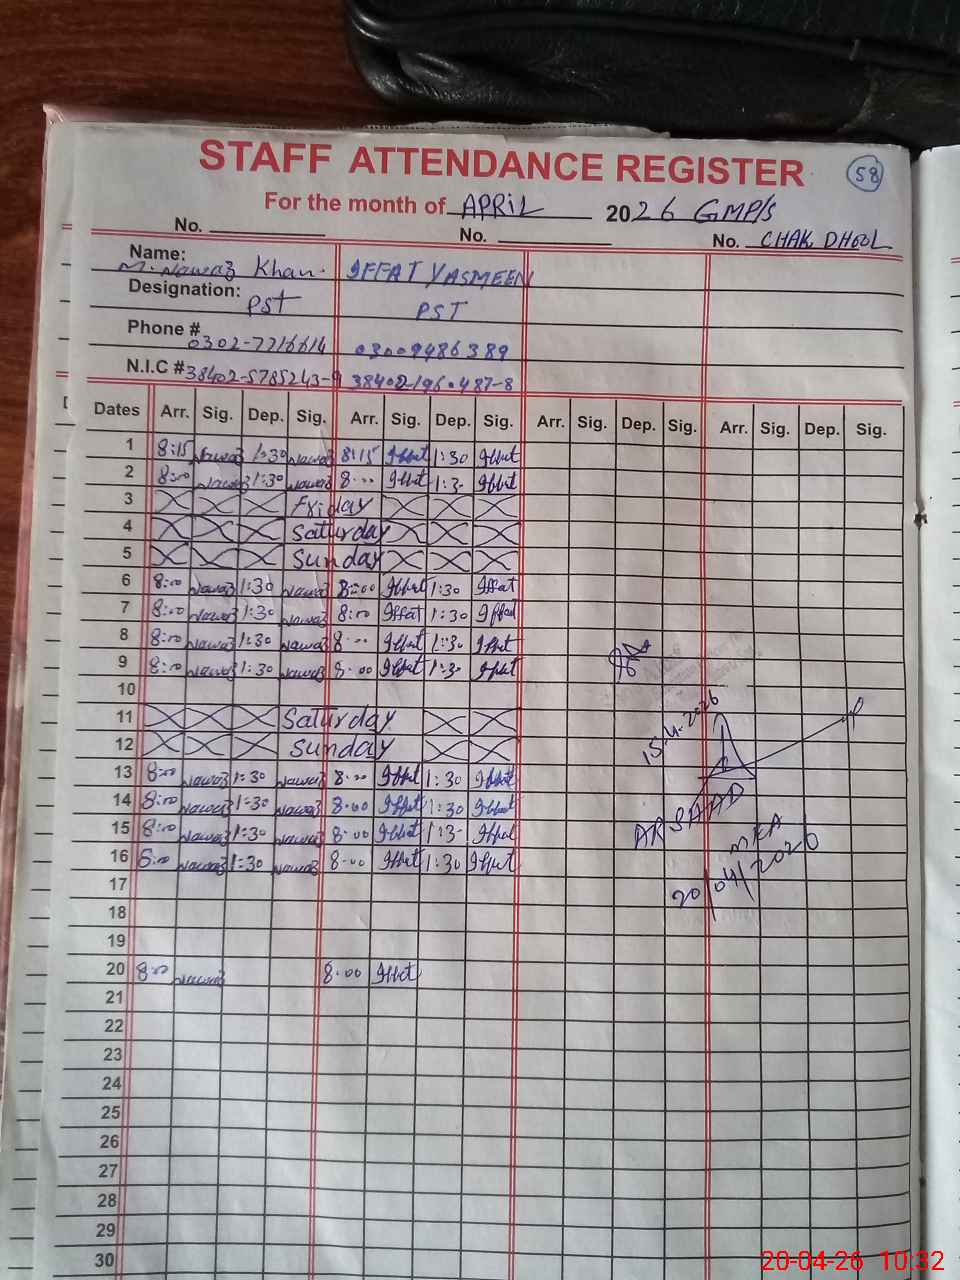 STAFF ATTENDANCE REGISTER
58
For the month of APRIL 2026 GMP/S
No. No. No. CHAK DHOOL
Name: M. Nawaz Khan. IFFAT YASMEEN
Designation: PST PST
Phone # 0302-7716614 03009486389
N.I.C # 38402-5785243-9 384021960487-8
Dates Arr. Sig. Dep. Sig. Arr. Sig. Dep. Sig. Arr. Sig. Dep. Sig. Arr. Sig. Dep. Sig.
1 8:15 Nawaz 1:30 Nawaz 8:15 Iffat 1:30 Iffat
2 8:00 Nawaz 1:30 Nawaz 8:00 Iffat 1:30 Iffat
3 Friday
4 Saturday
5 Sunday
6 8:00 Nawaz 1:30 Nawaz 8:00 Iffat 1:30 Iffat
7 8:00 Nawaz 1:30 Nawaz 8:00 Iffat 1:30 Iffat
8 8:00 Nawaz 1:30 Nawaz 8:00 Iffat 1:30 Iffat
9 8:00 Nawaz 1:30 Nawaz 8:00 Iffat 1:30 Iffat
10
11 Saturday
15.4.2026
12 Sunday
13 8:00 Nawaz 1:30 Nawaz 8:00 Iffat 1:30 Iffat
14 8:00 Nawaz 1:30 Nawaz 8:00 Iffat 1:30 Iffat
ARSHAD
15 8:00 Nawaz 1:30 Nawaz 8:00 Iffat 1:30 Iffat
MEA
16 8:00 Nawaz 1:30 Nawaz 8:00 Iffat 1:30 Iffat
20/04/2026
17
18
19
20 8:00 Nawaz 8:00 Iffat
21
22
23
24
25
26
27
28
29
30
20-04-26 10:32